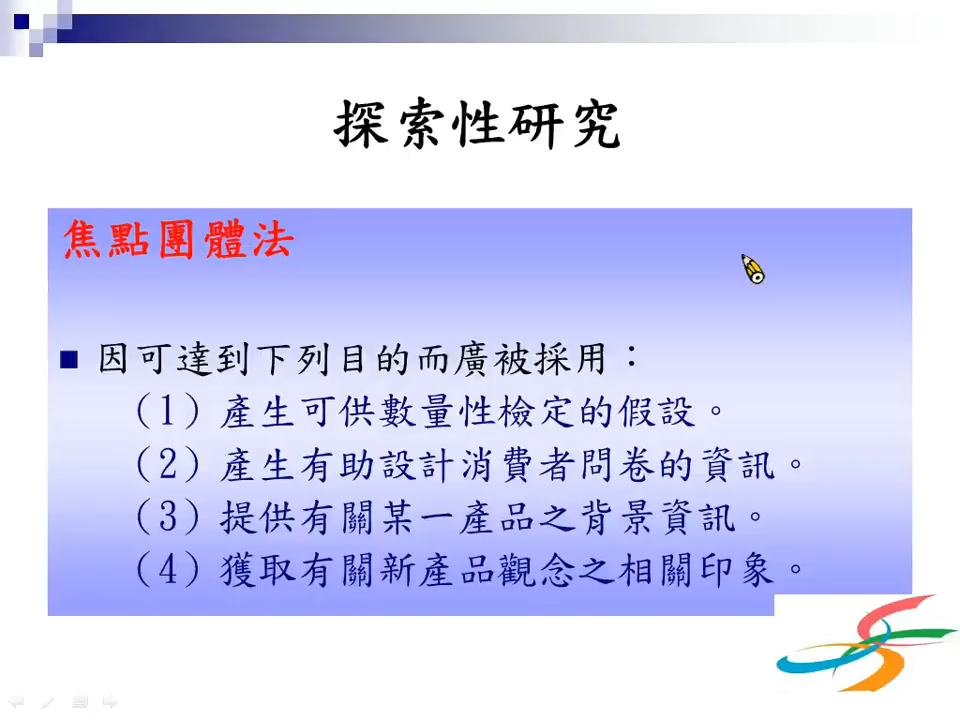 探索性研究
焦點團體法
因可達到下列目的而廣被採用：
（1）產生可供數量性檢定的假設。
（2）產生有助設計消費者問卷的資訊。
（3）提供有關某一產品之背景資訊。
（4）獲取有關新產品觀念之相關印象。